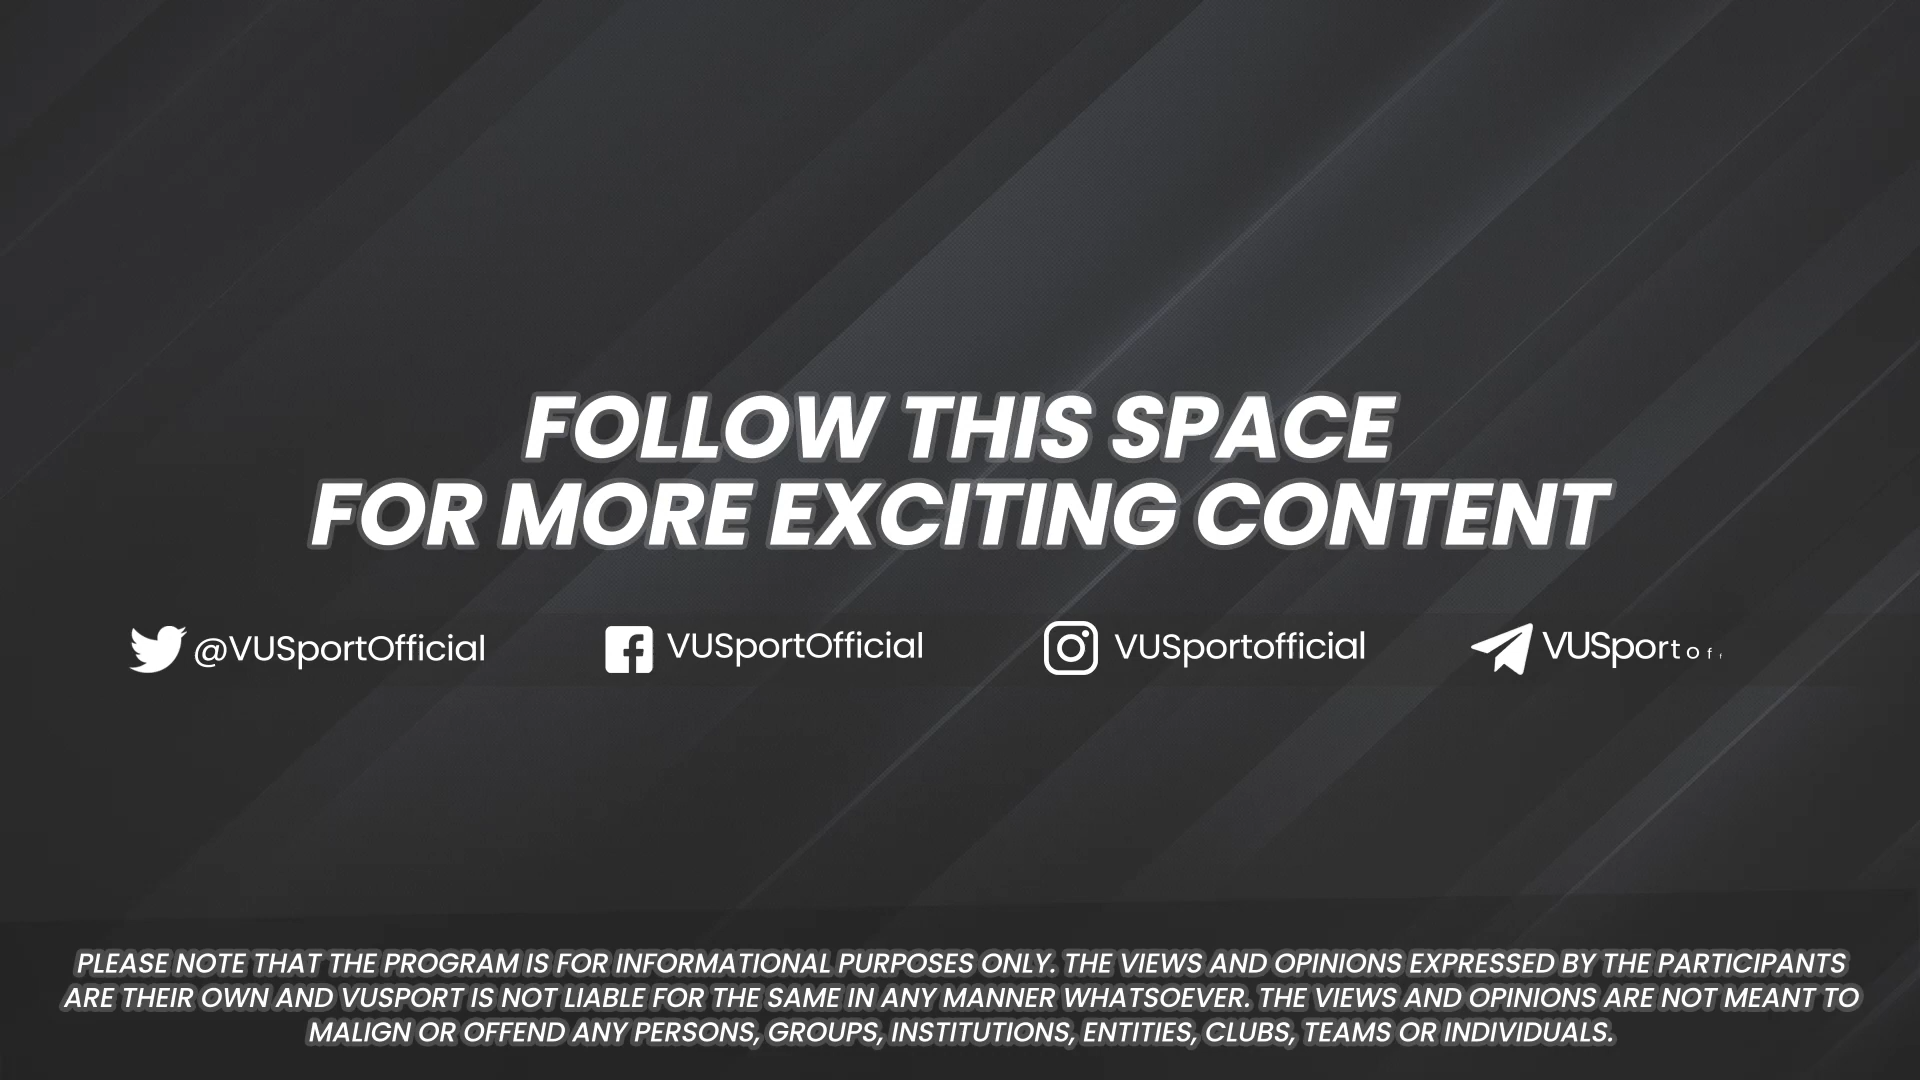 FOLLOW THIS SPACE
FOR MORE EXCITING CONTENT
@VUSportOfficial VUSportOfficial VUSportofficial VUSportof
PLEASE NOTE THAT THE PROGRAM IS FOR INFORMATIONAL PURPOSES ONLY. THE VIEWS AND OPINIONS EXPRESSED BY THE PARTICIPANTS
ARE THEIR OWN AND VUSPORT IS NOT LIABLE FOR THE SAME IN ANY MANNER WHATSOEVER. THE VIEWS AND OPINIONS ARE NOT MEANT TO
MALIGN OR OFFEND ANY PERSONS, GROUPS, INSTITUTIONS, ENTITIES, CLUBS, TEAMS OR INDIVIDUALS.